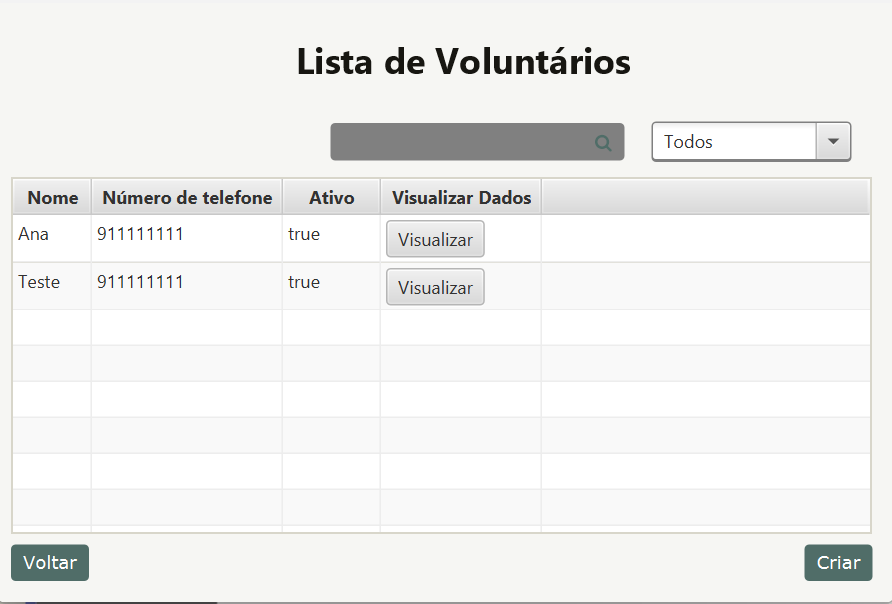 Lista de Voluntários
Todos
Nome Número de telefone Ativo Visualizar Dados
Ana 911111111 true Visualizar
Teste 911111111 true Visualizar
Voltar Criar